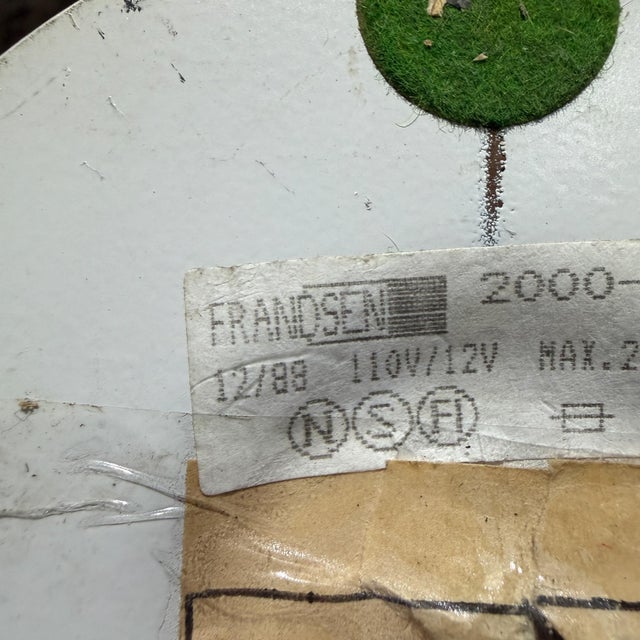 FRANDSEN 2000-
12/88 110V/12V MAX.2
N S FI